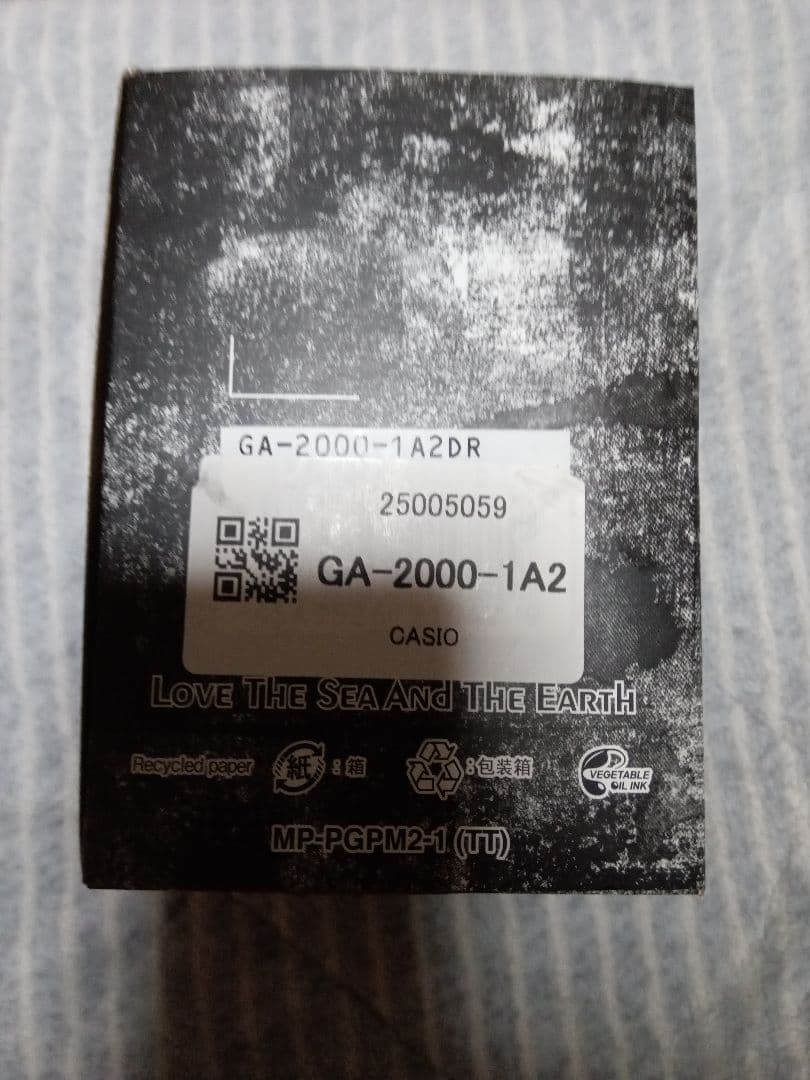 GA-2000-1A2DR
25005059
GA-2000-1A2
CASIO
LOVE THE SEA AND THE EARTH
Recycled paper 紙 : 箱 : 包装箱 VEGETABLE OIL INK
MP-PGPM2-1 (TT)